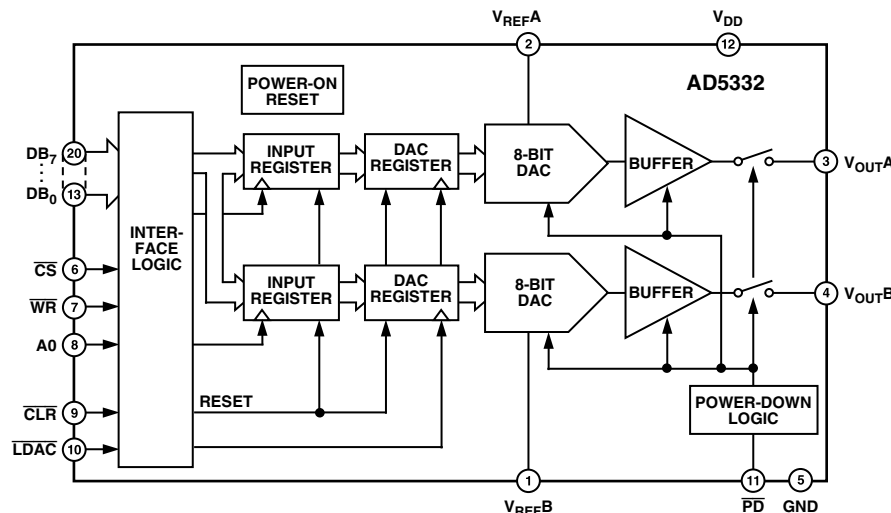 VREFA
VDD
2
12
POWER-ON
RESET
AD5332
DB7
20
DB0
13
INTER-
FACE
LOGIC
INPUT
REGISTER
DAC
REGISTER
8-BIT
DAC
BUFFER
3
VOUTA
CS
6
WR
7
A0
8
INPUT
REGISTER
DAC
REGISTER
8-BIT
DAC
BUFFER
4
VOUTB
CLR
9
RESET
LDAC
10
POWER-DOWN
LOGIC
1
11
5
VREFB
PD
GND